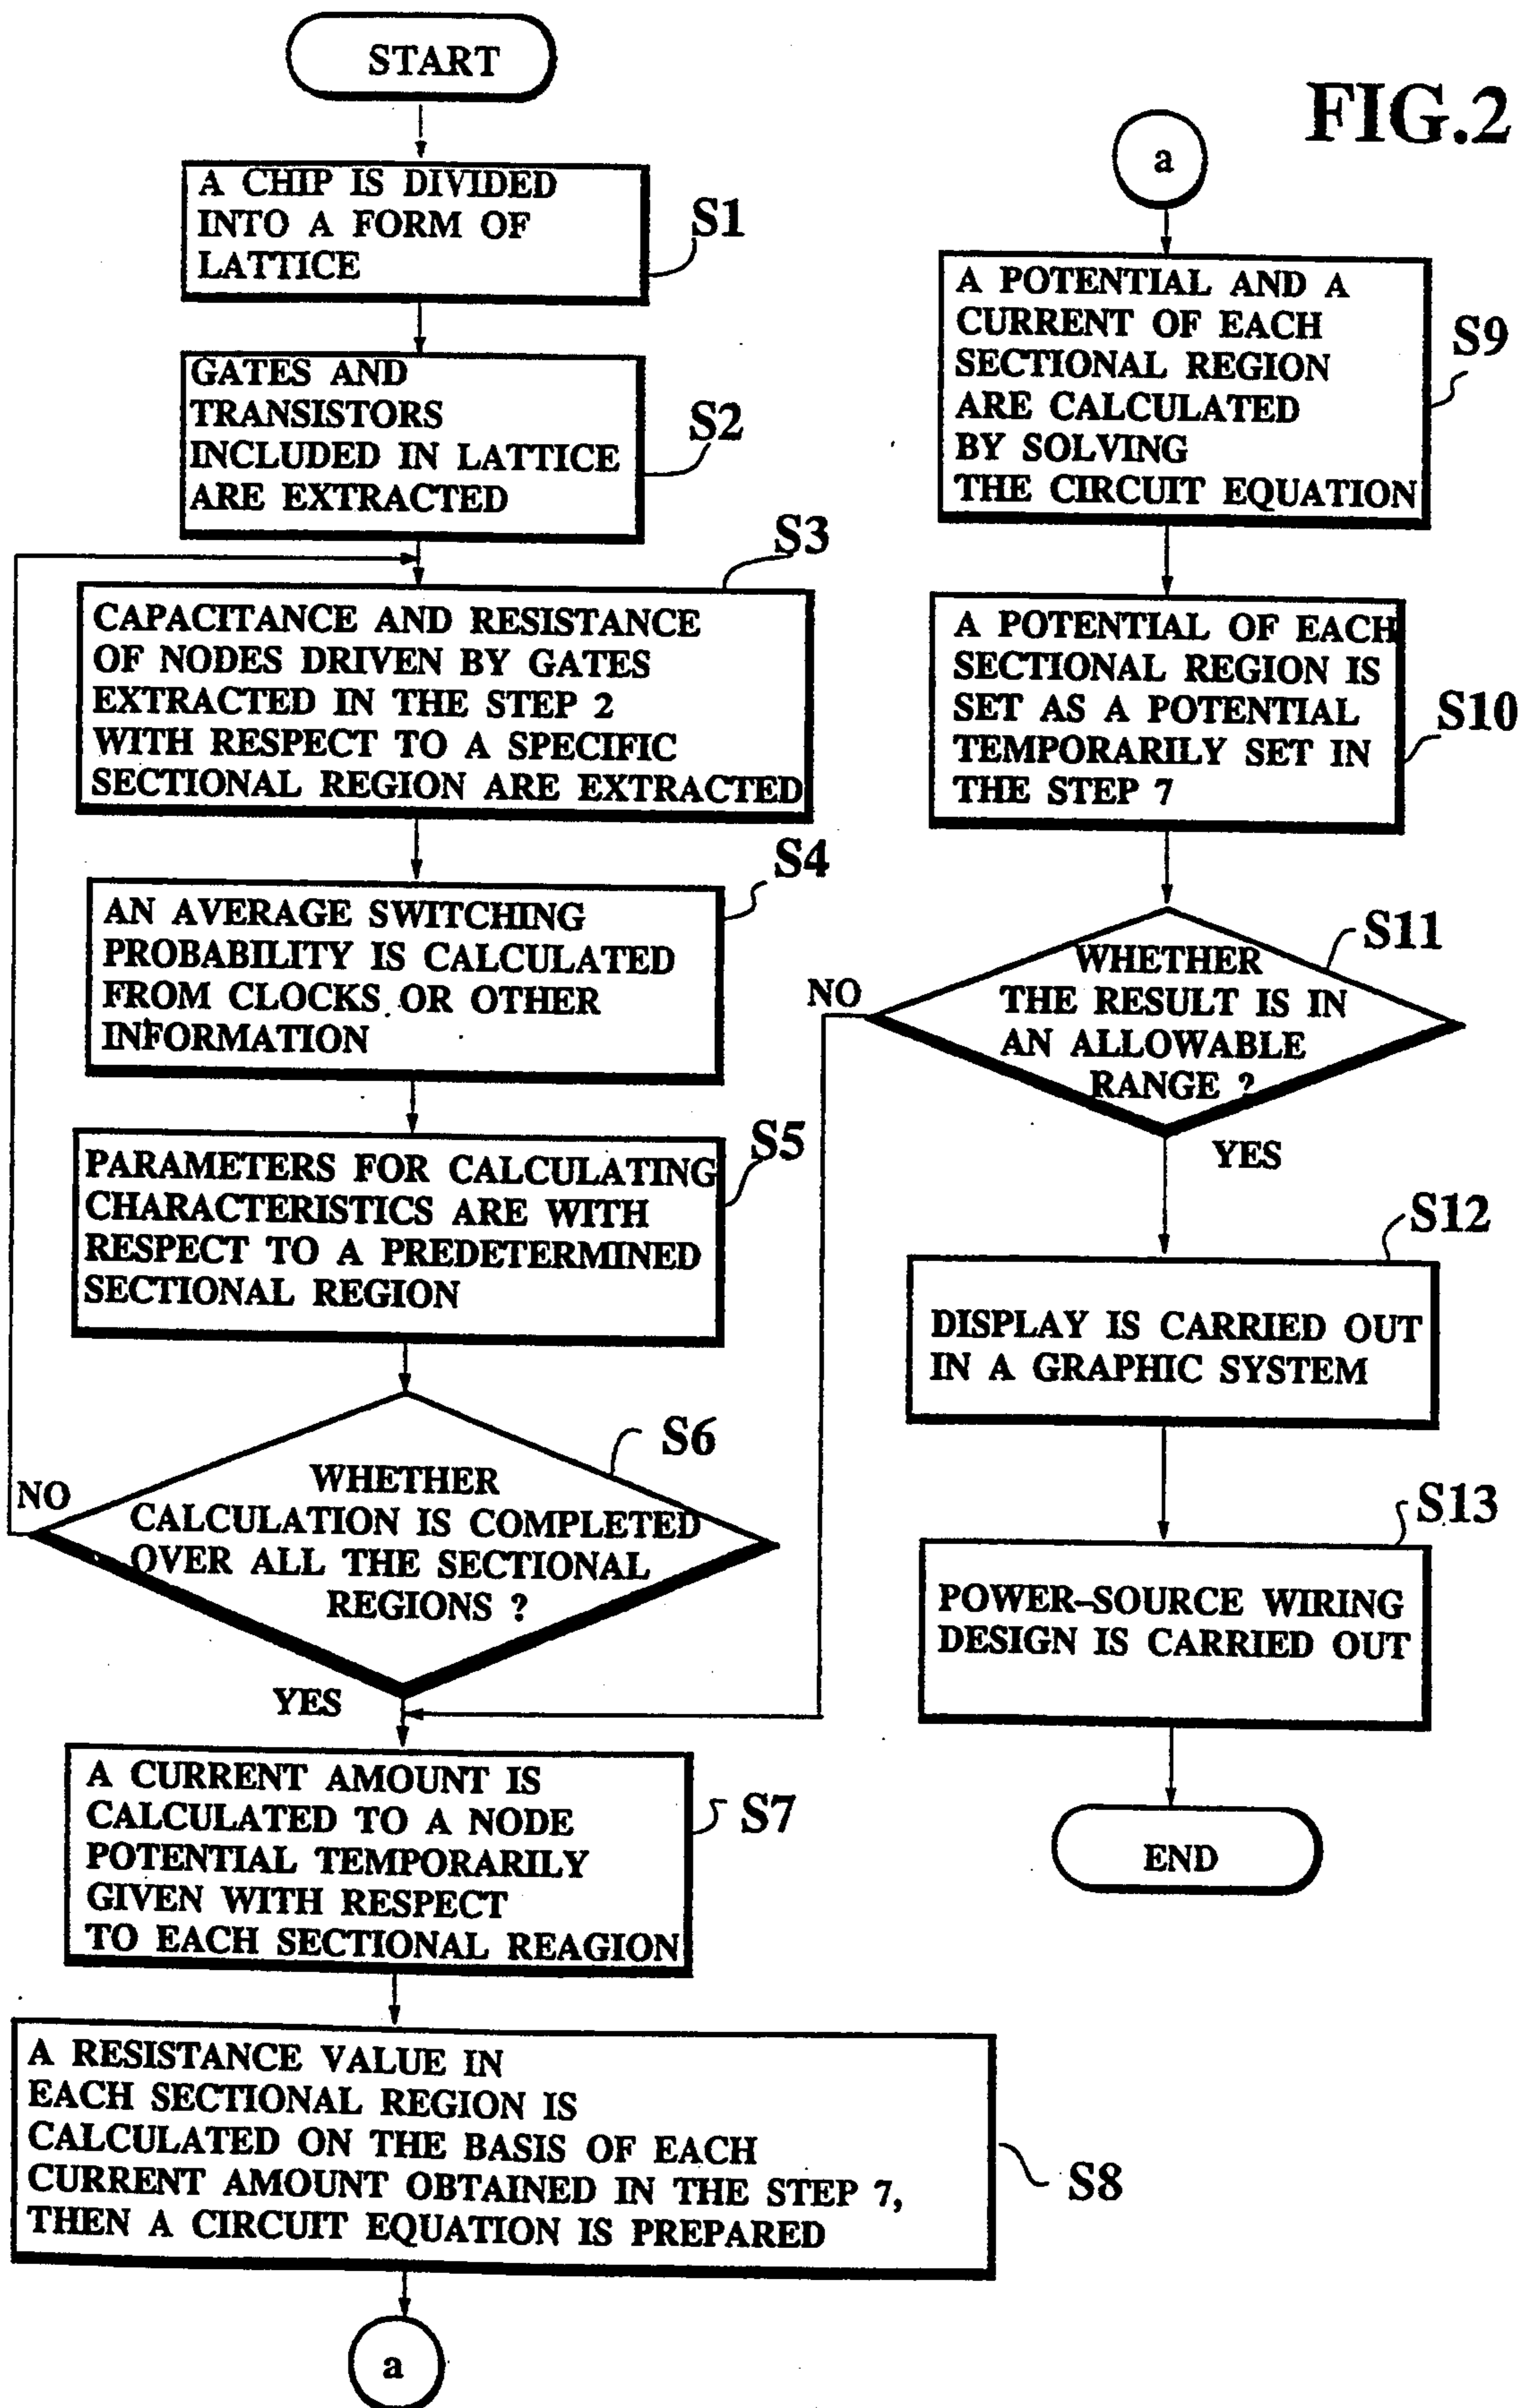 FIG.2
START
A CHIP IS DIVIDED
INTO A FORM OF
LATTICE
S1
GATES AND
TRANSISTORS
INCLUDED IN LATTICE
ARE EXTRACTED
S2
CAPACITANCE AND RESISTANCE
OF NODES DRIVEN BY GATES
EXTRACTED IN THE STEP 2
WITH RESPECT TO A SPECIFIC
SECTIONAL REGION ARE EXTRACTED
S3
AN AVERAGE SWITCHING
PROBABILITY IS CALCULATED
FROM CLOCKS OR OTHER
INFORMATION
S4
PARAMETERS FOR CALCULATING
CHARACTERISTICS ARE WITH
RESPECT TO A PREDETERMINED
SECTIONAL REGION
S5
WHETHER
CALCULATION IS COMPLETED
OVER ALL THE SECTIONAL
REGIONS ?
S6
NO
YES
A CURRENT AMOUNT IS
CALCULATED TO A NODE
POTENTIAL TEMPORARILY
GIVEN WITH RESPECT
TO EACH SECTIONAL REAGION
S7
A RESISTANCE VALUE IN
EACH SECTIONAL REGION IS
CALCULATED ON THE BASIS OF EACH
CURRENT AMOUNT OBTAINED IN THE STEP 7,
THEN A CIRCUIT EQUATION IS PREPARED
S8
a
a
A POTENTIAL AND A
CURRENT OF EACH
SECTIONAL REGION
ARE CALCULATED
BY SOLVING
THE CIRCUIT EQUATION
S9
A POTENTIAL OF EACH
SECTIONAL REGION IS
SET AS A POTENTIAL
TEMPORARILY SET IN
THE STEP 7
S10
WHETHER
THE RESULT IS IN
AN ALLOWABLE
RANGE ?
S11
NO
YES
DISPLAY IS CARRIED OUT
IN A GRAPHIC SYSTEM
S12
POWER-SOURCE WIRING
DESIGN IS CARRIED OUT
S13
END